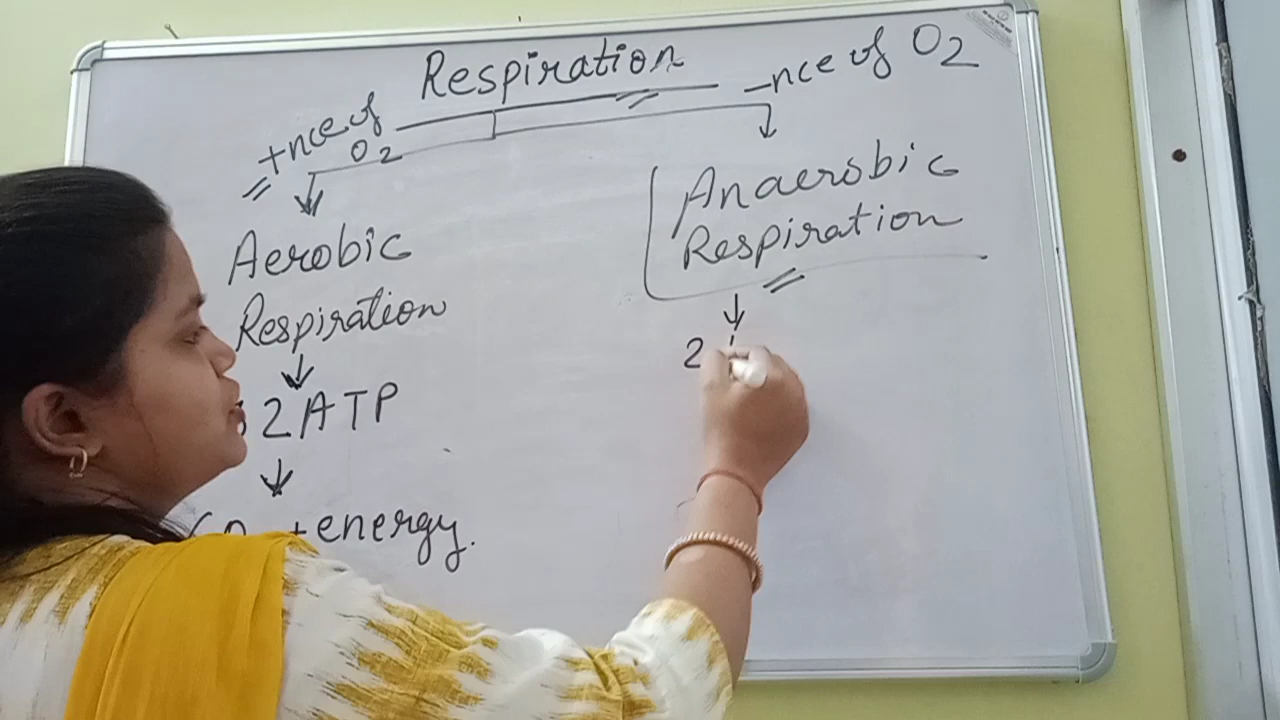 Respiration
+nce of
O2
-nce of O2
Aerobic
Respiration
2 ATP
+ energy.
Anaerobic
Respiration
2